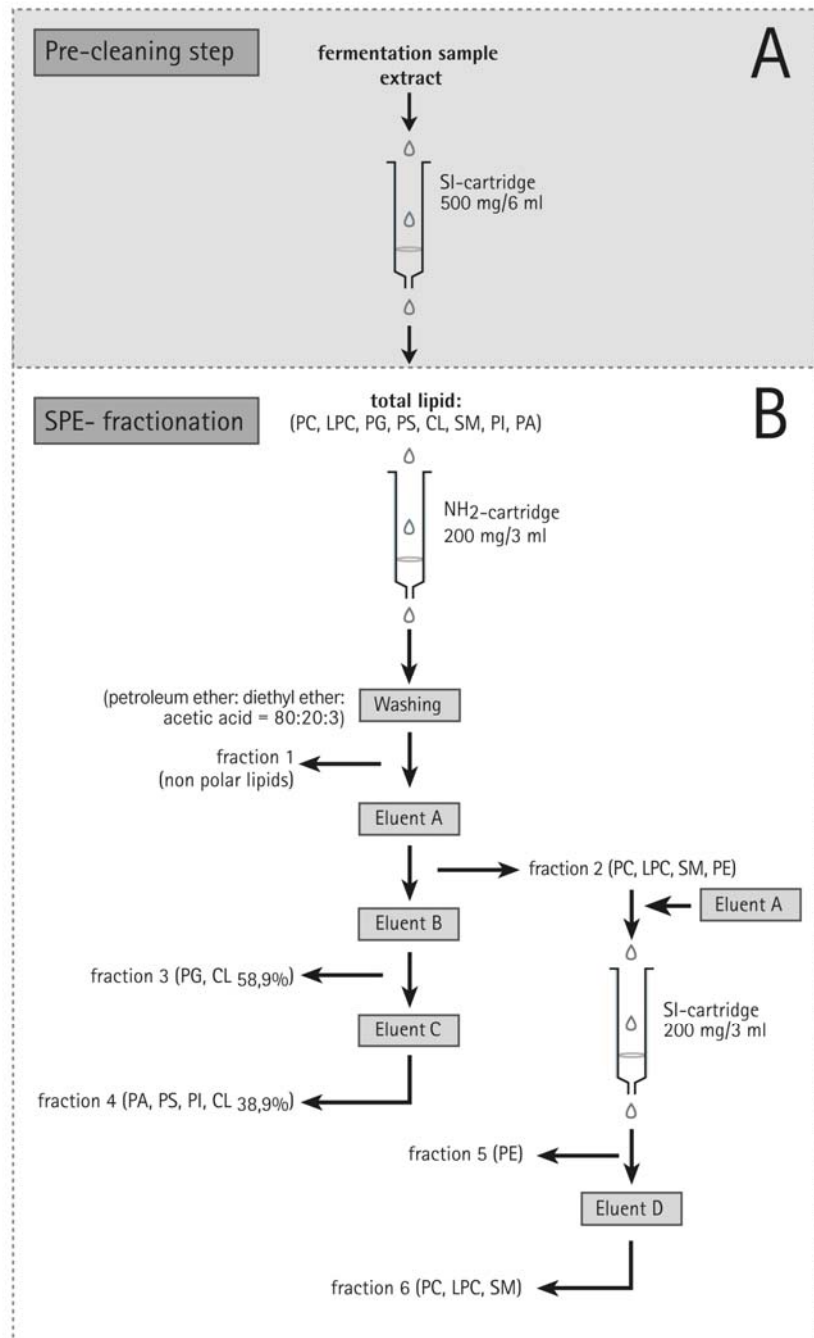 Pre-cleaning step
A
fermentation sample
extract
SI-cartridge
500 mg/6 ml
SPE- fractionation
B
total lipid:
(PC, LPC, PG, PS, CL, SM, PI, PA)
NH2-cartridge
200 mg/3 ml
(petroleum ether: diethyl ether:
acetic acid = 80:20:3)
Washing
fraction 1
(non polar lipids)
Eluent A
fraction 2 (PC, LPC, SM, PE)
Eluent A
Eluent B
fraction 3 (PG, CL 58,9%)
SI-cartridge
200 mg/3 ml
Eluent C
fraction 4 (PA, PS, PI, CL 38,9%)
fraction 5 (PE)
Eluent D
fraction 6 (PC, LPC, SM)